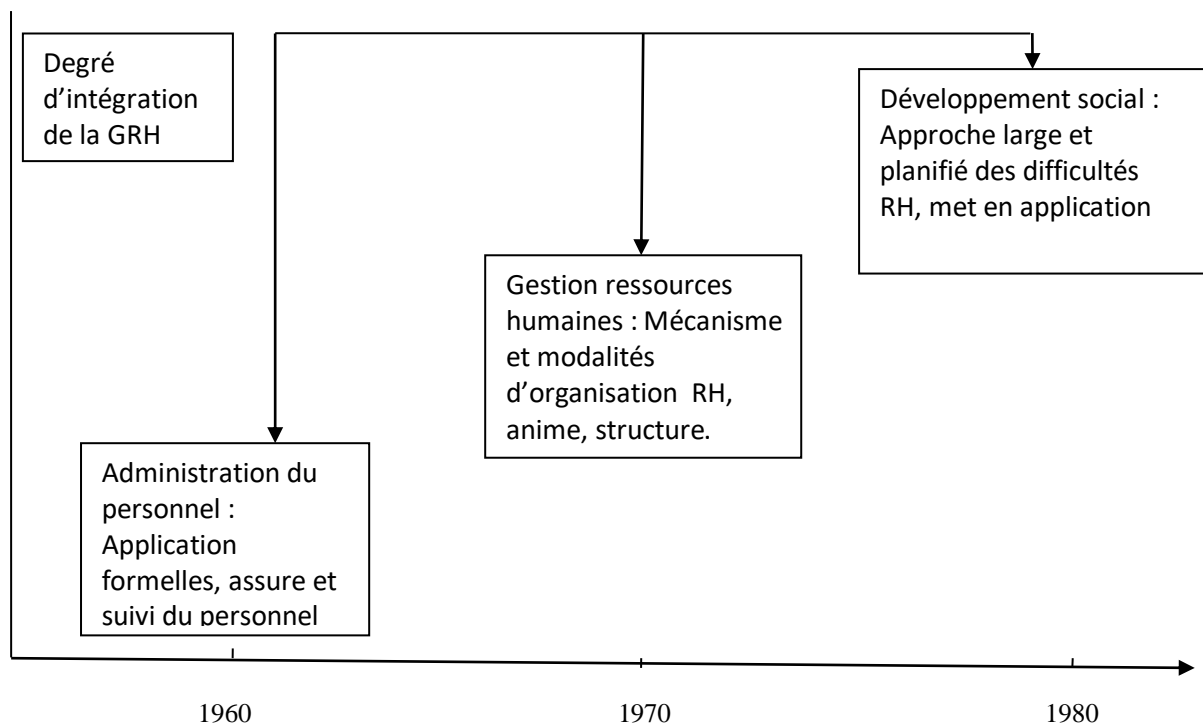 Degré
d’intégration
de la GRH
Développement social :
Approche large et
planifié des difficultés
RH, met en application
Gestion ressources
humaines : Mécanisme
et modalités
d’organisation RH,
anime, structure.
Administration du
personnel :
Application
formelles, assure et
suivi du personnel
1960
1970
1980